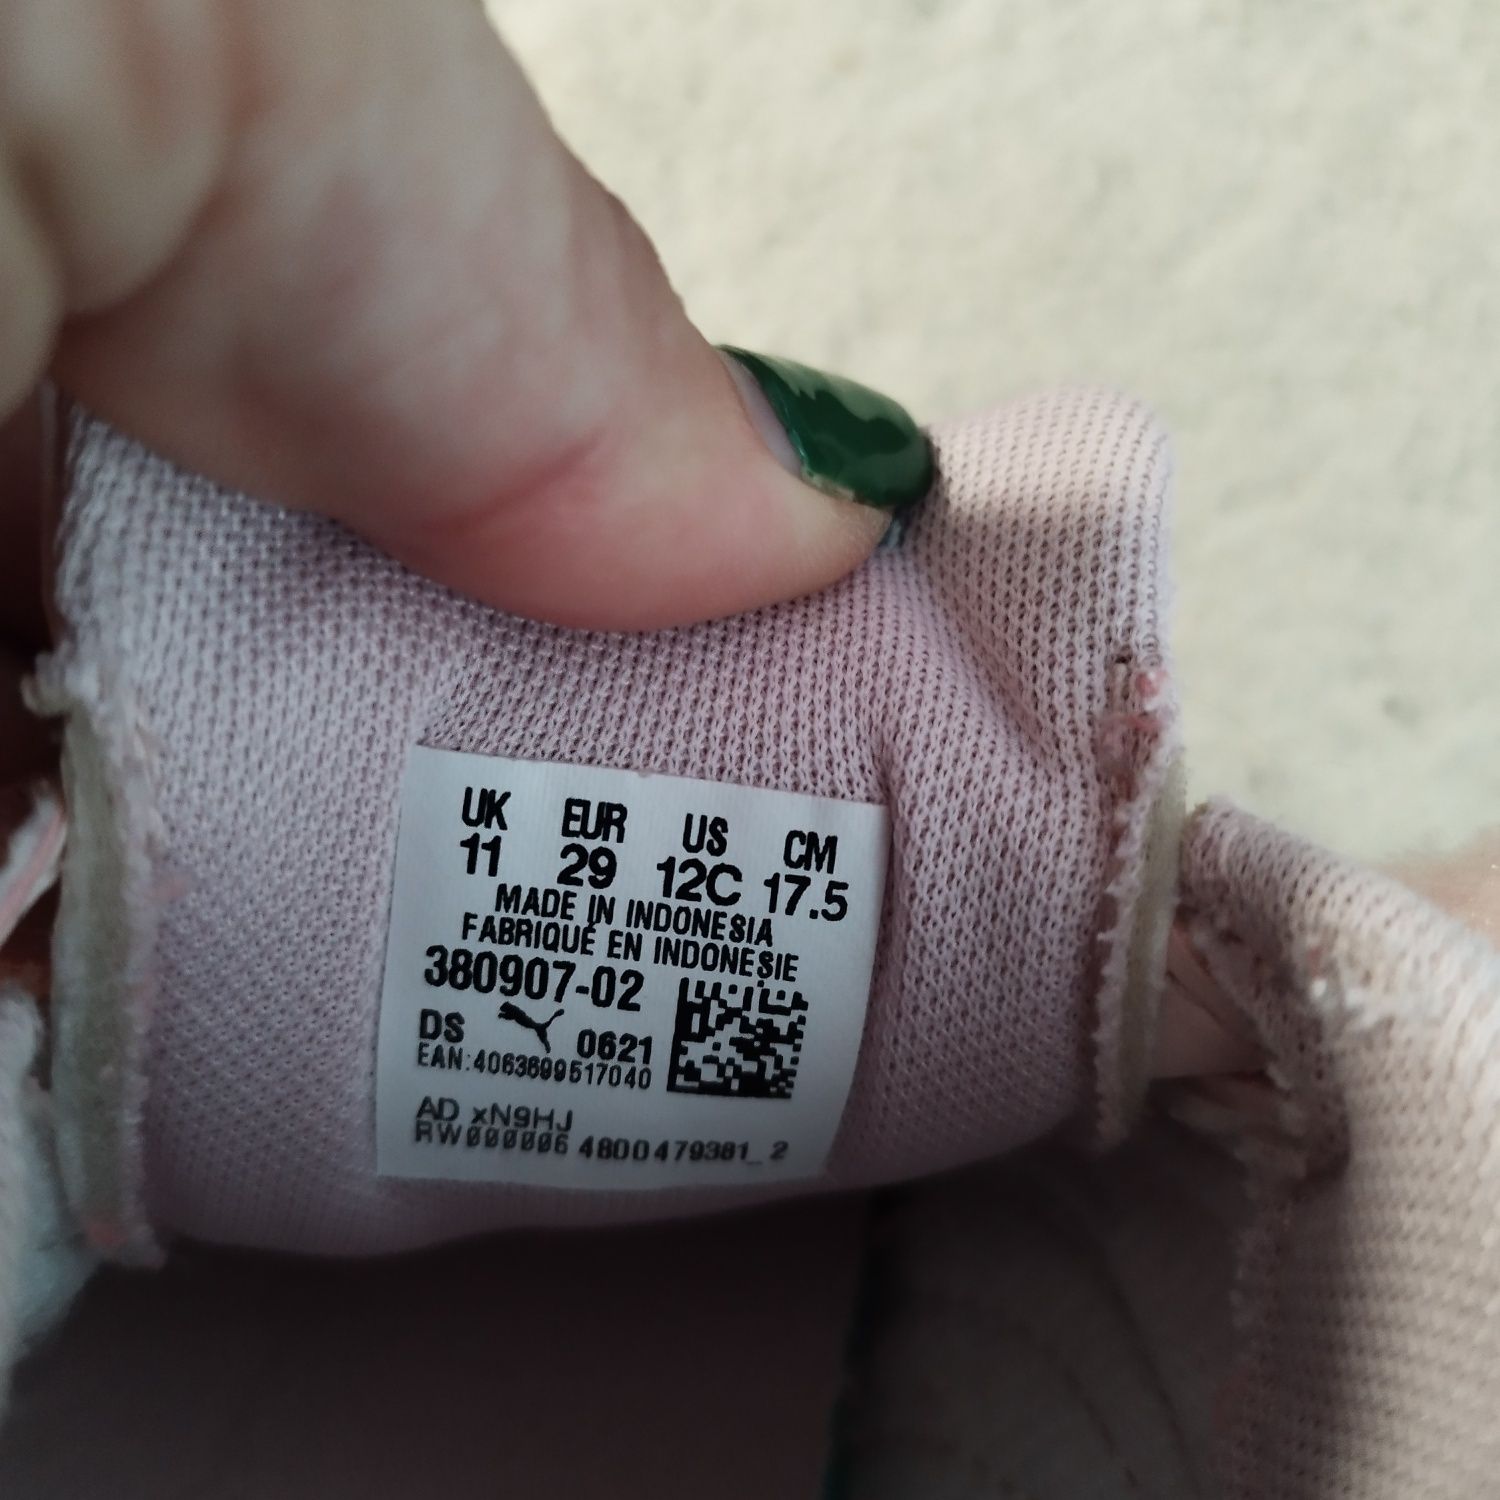 UK EUR US CM
11 29 12C 17.5
MADE IN INDONESIA
FABRIQUÉ EN INDONÉSIE
380907-02
DS 0621
EAN:4063699517040
AD xN9HJ
RW000006 4800479381_2